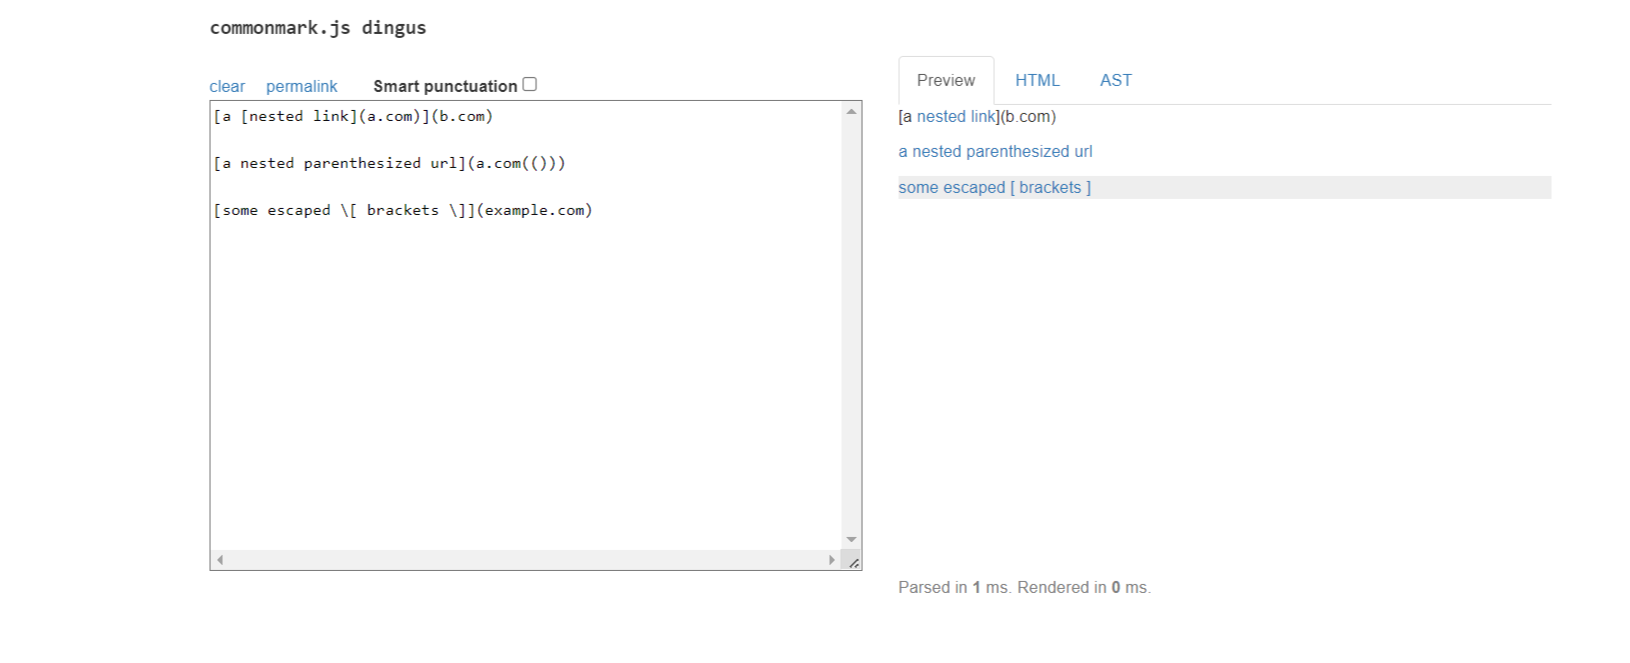 commonmark.js dingus
clear permalink Smart punctuation
[a [nested link](a.com)](b.com)
[a nested parenthesized url](a.com(()))
[some escaped \[ brackets \]](example.com)
Preview HTML AST
[a nested link](b.com)
a nested parenthesized url
some escaped [ brackets ]
Parsed in 1 ms. Rendered in 0 ms.